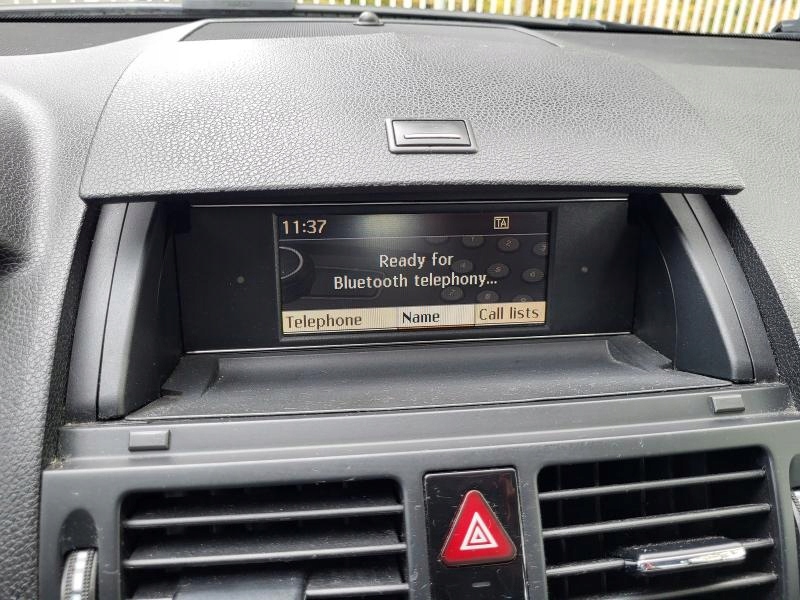 11:37 TA
Ready for
Bluetooth telephony...
Telephone Name Call lists